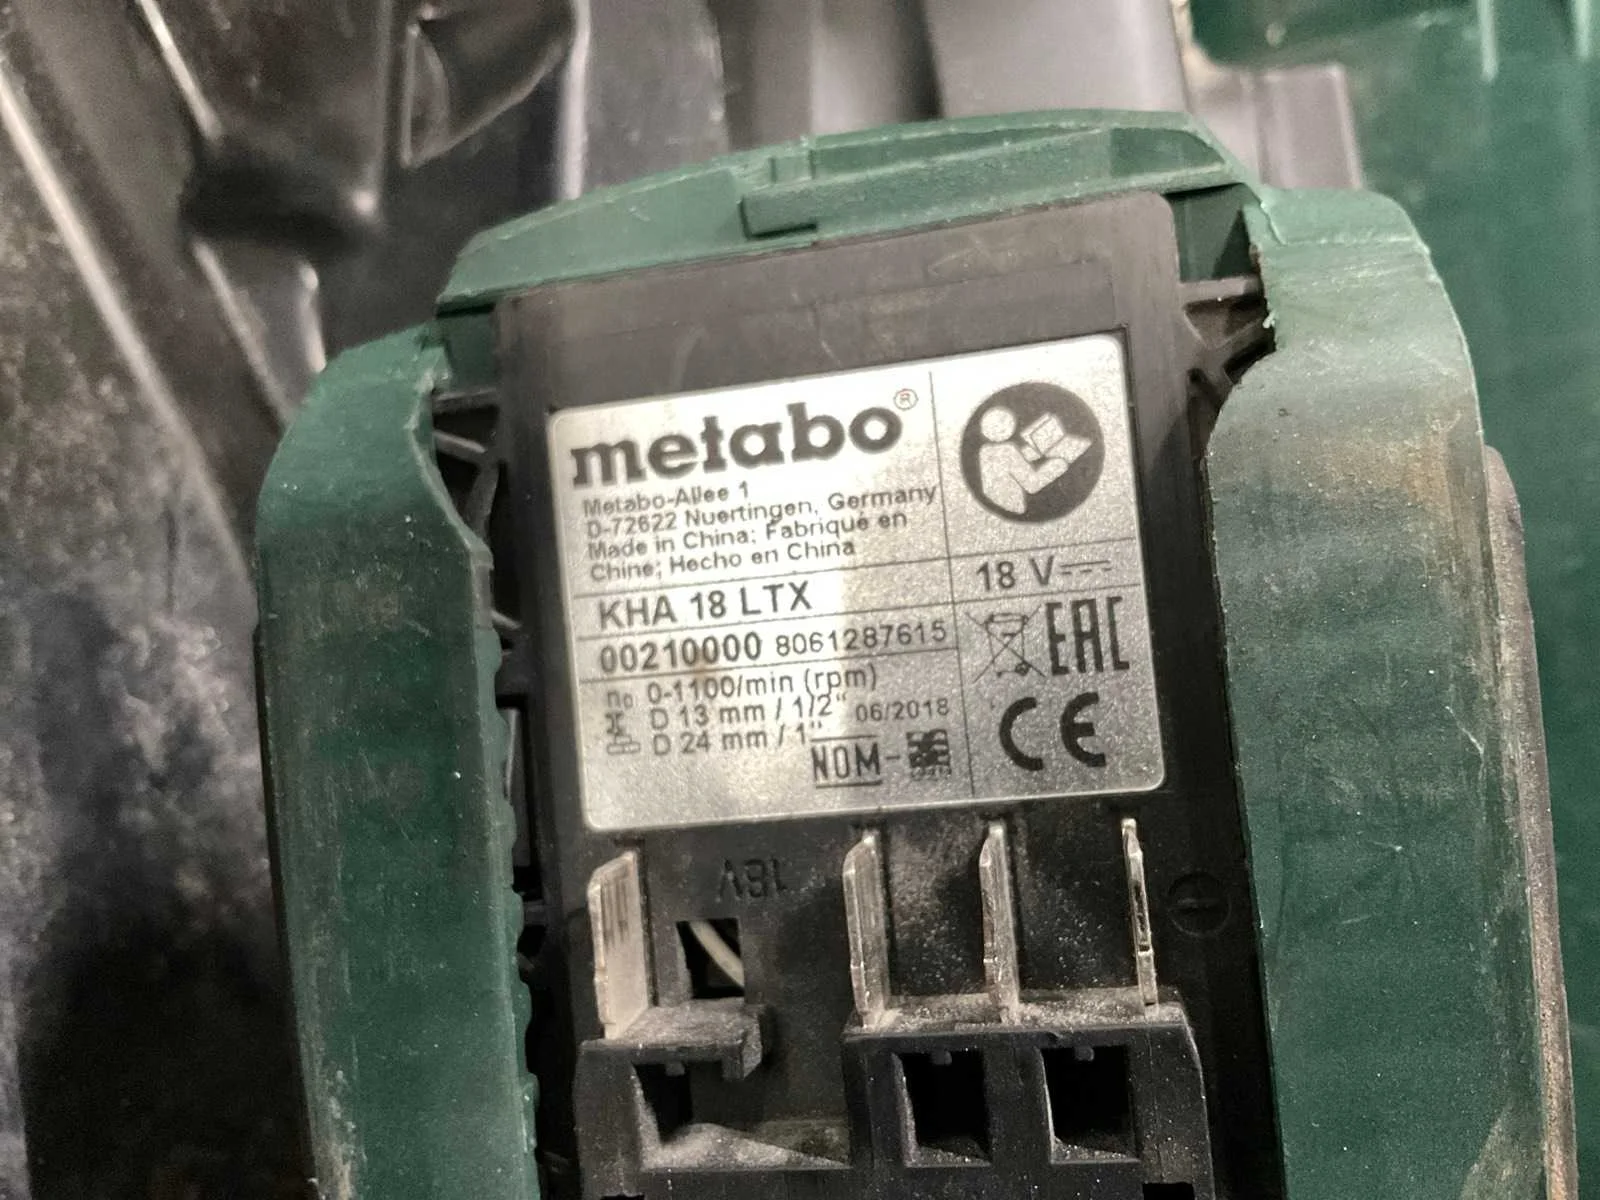 metabo®
Metabo-Allee 1
D-72622 Nuertingen, Germany
Made in China; Fabriqué en
Chine; Hecho en China
KHA 18 LTX
18 V
00210000 8061287615
n₀ 0-1100/min (rpm)
D 13 mm / 1/2" 06/2018
D 24 mm / 1"
NOM-
EAC
CE
18V